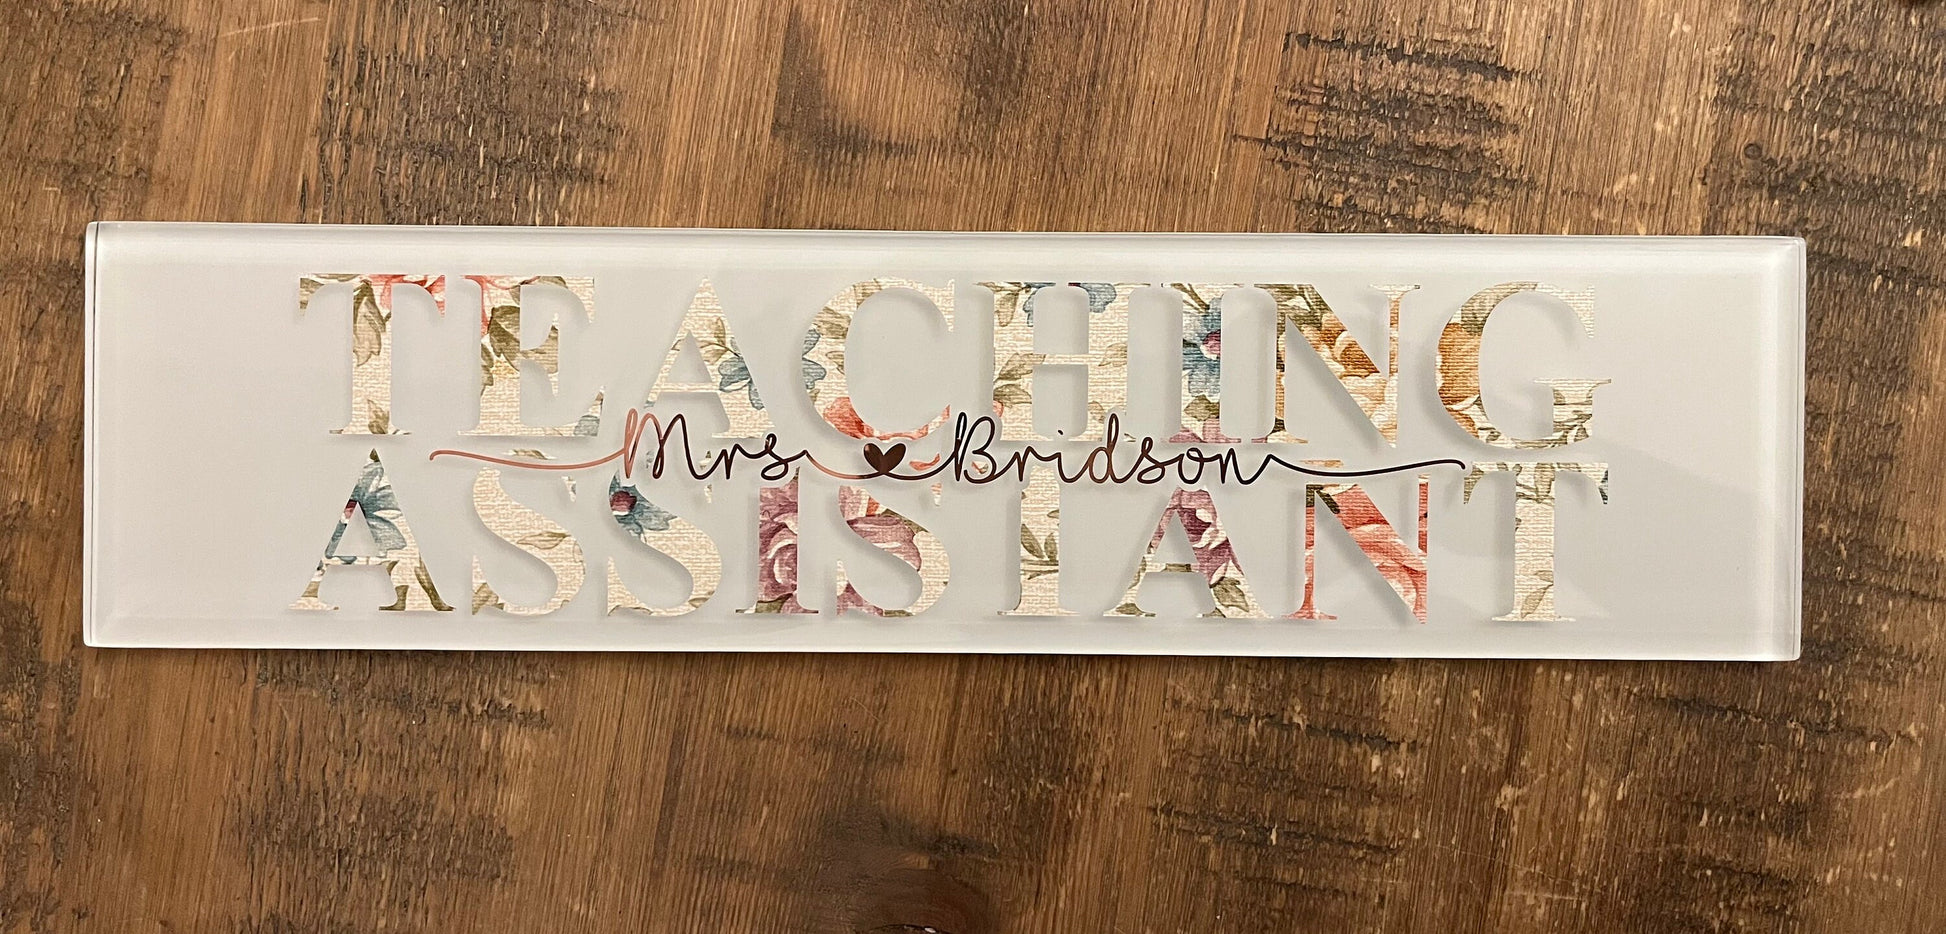 TEACHING
Mrs Bridson
ASSISTANT